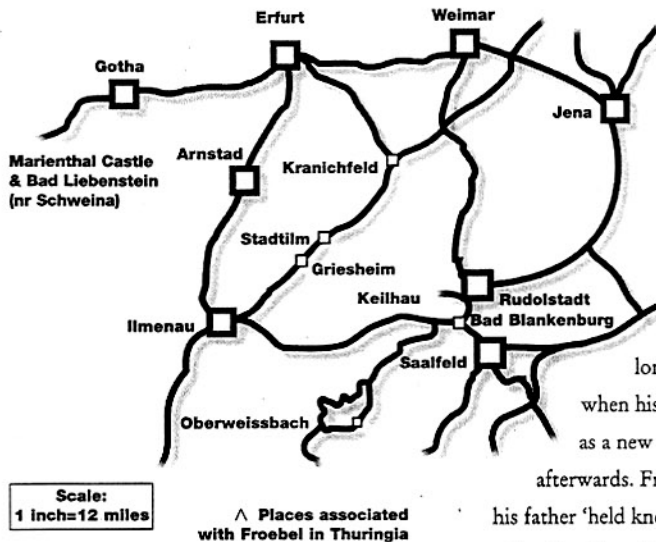 Erfurt
Weimar
Gotha
Jena
Marienthal Castle
& Bad Liebenstein
(nr Schweina)
Arnstad
Kranichfeld
Stadtilm
Griesheim
Keilhau
Rudolstadt
Ilmenau
Bad Blankenburg
Saalfeld
Oberweissbach
Scale:
1 inch=12 miles
Λ Places associated
with Froebel in Thuringia
lor
when his
as a new
afterwards. Fr
his father ‘held kno